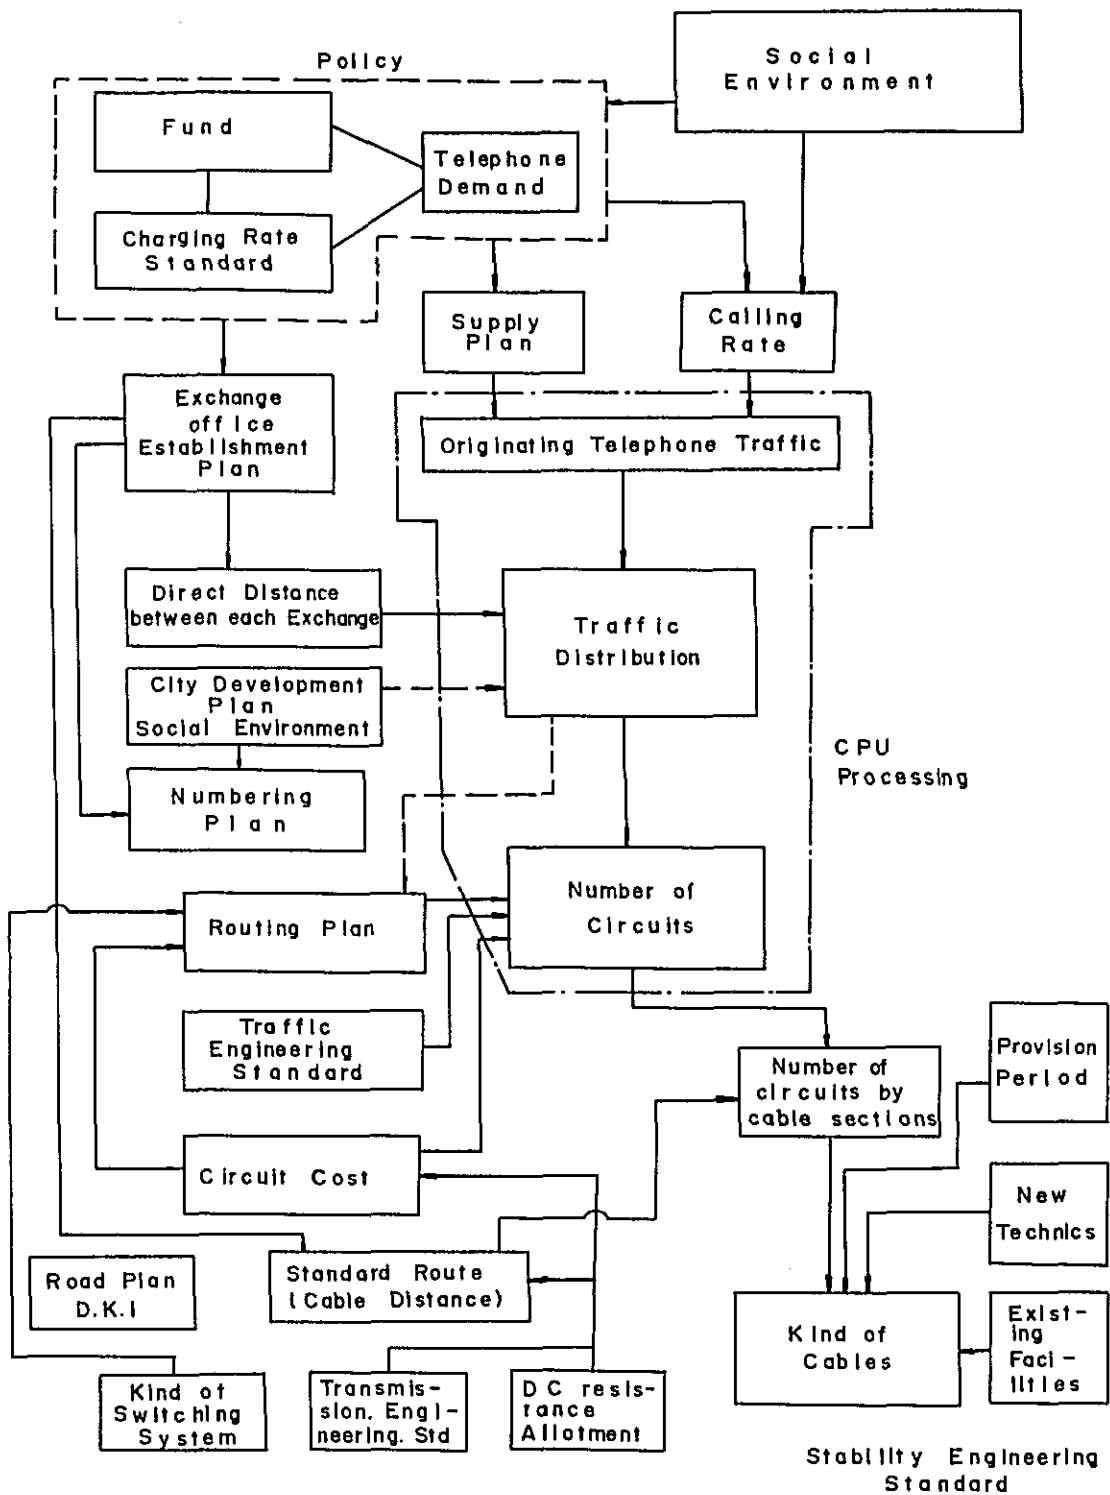 Policy
Social
Environment
Fund
Telephone
Demand
Charging Rate
Standard
Supply
Plan
Calling
Rate
Exchange
office
Establishment
Plan
Originating Telephone Traffic
Direct Distance
between each Exchange
Traffic
Distribution
City Development
Plan
Social Environment
CPU
Processing
Numbering
Plan
Number of
Circuits
Routing Plan
Traffic
Engineering
Standard
Provision
Period
Number of
circuits by
cable sections
Circuit Cost
New
Technics
Standard Route
(Cable Distance)
Road Plan
D.K.I
Kind of
Cables
Exist-
ing
Faci-
lities
Kind of
Switching
System
Transmis-
sion. Engi-
neering. Std
DC resis-
tance
Allotment
Stability Engineering
Standard